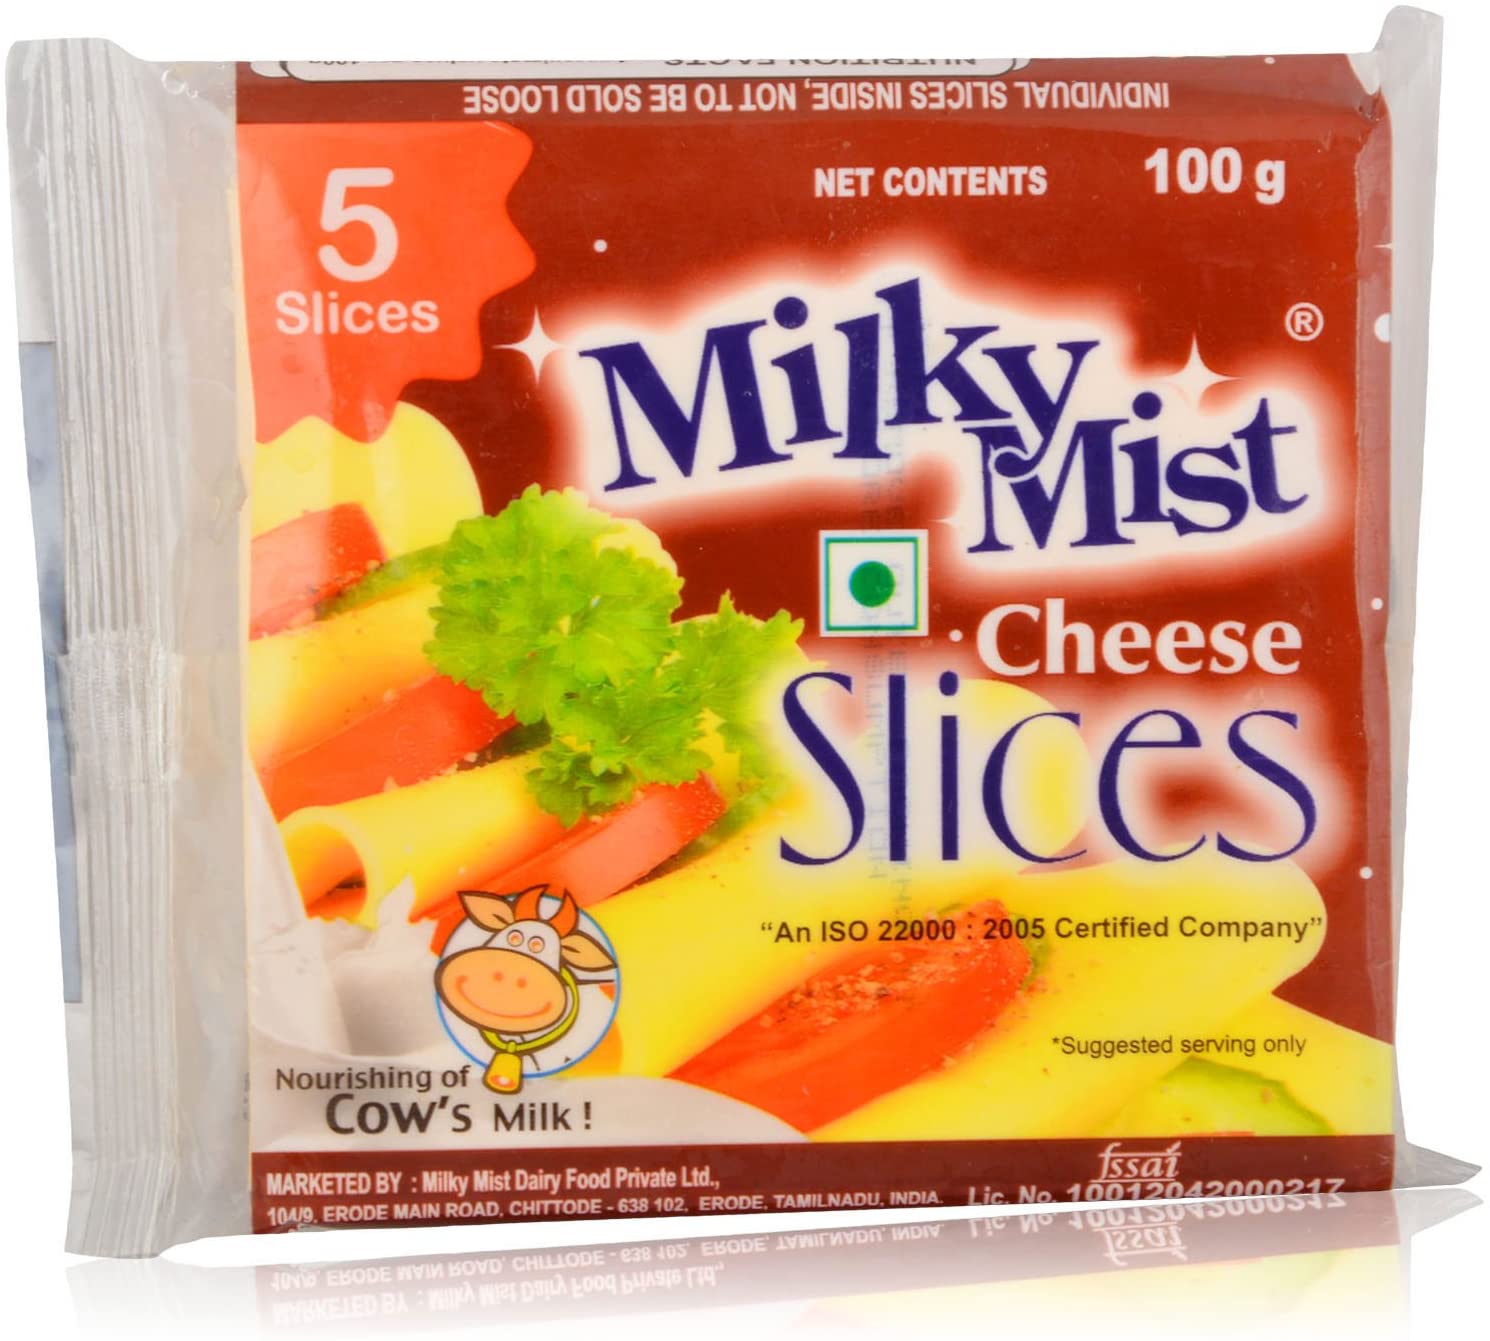 NUTRITION FACTS
INDIVIDUAL SLICES INSIDE, NOT TO BE SOLD LOOSE
5
Slices
NET CONTENTS 100 g
Milky Mist ®
Cheese
Slices
"An ISO 22000 : 2005 Certified Company"
*Suggested serving only
Nourishing of
Cow's Milk !
fssai
MARKETED BY : Milky Mist Dairy Food Private Ltd.,
104/9, ERODE MAIN ROAD, CHITTODE - 638 102, ERODE, TAMILNADU, INDIA. Lic. No. 10012042000217